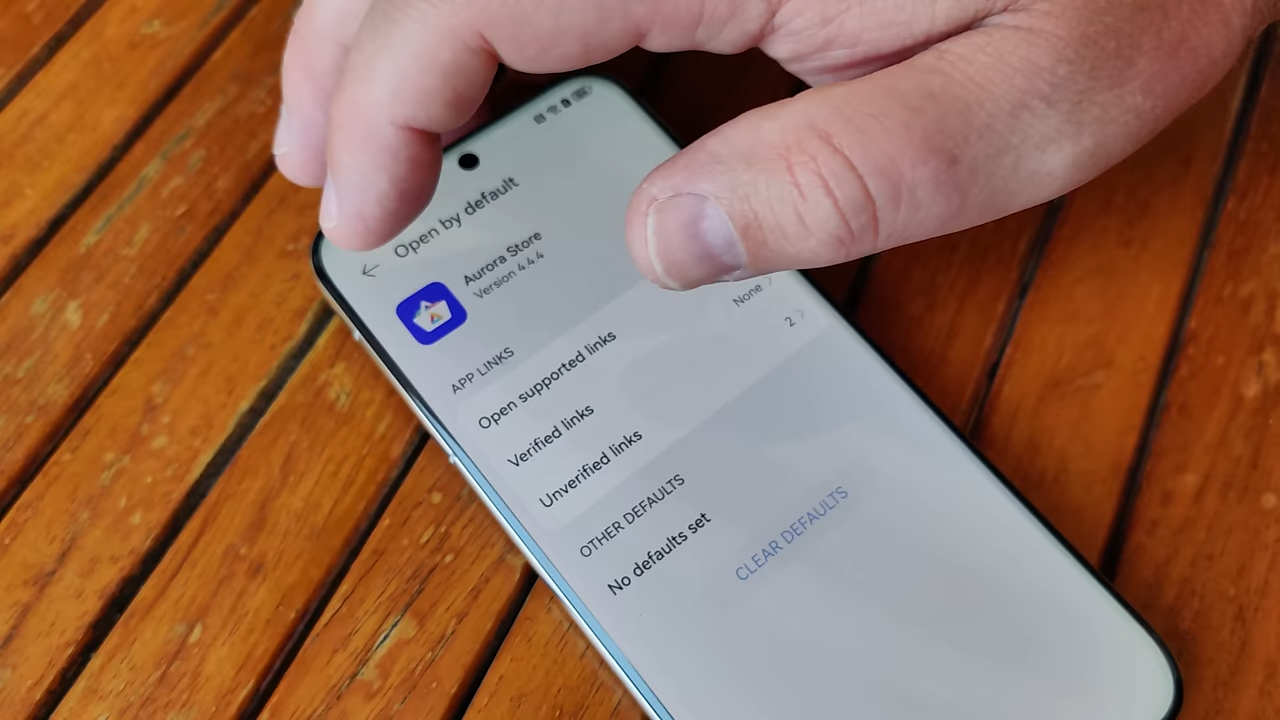 Open by default
Aurora Store
Version 4.4.4
APP LINKS
Open supported links
Verified links None
Unverified links 2
OTHER DEFAULTS
No defaults set
CLEAR DEFAULTS